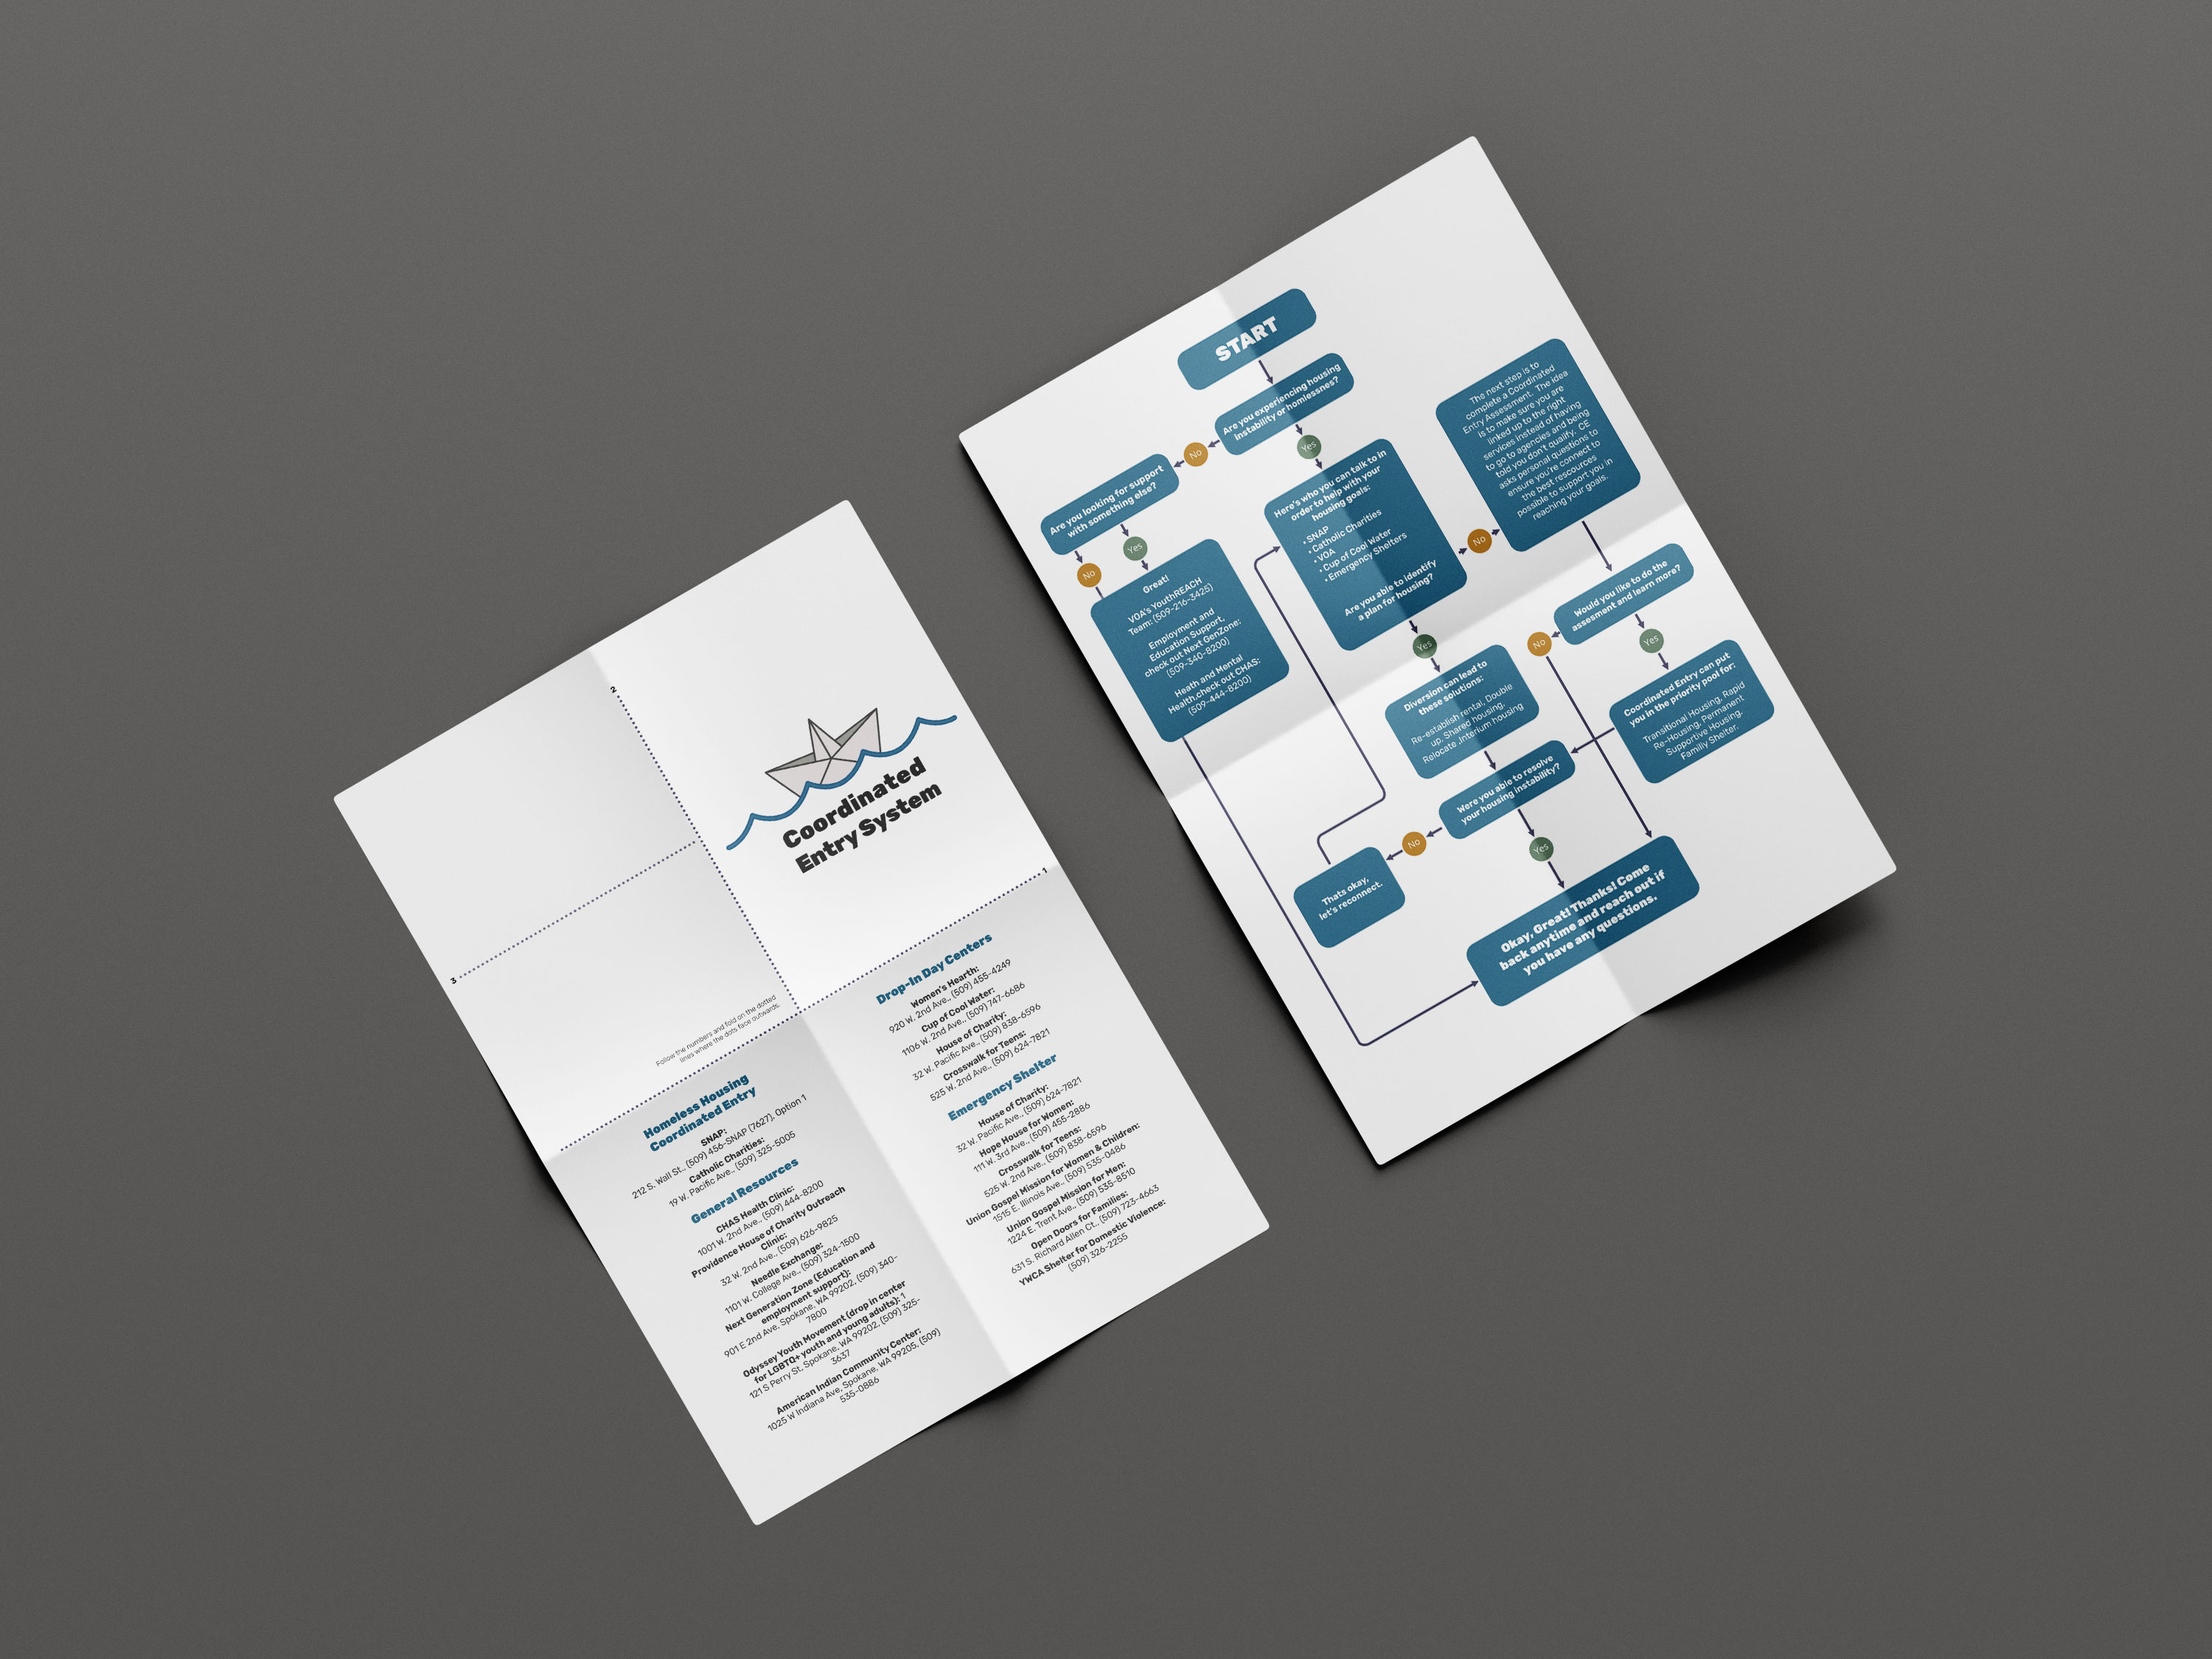 2
Coordinated
Entry System
1
3
Follow the numbers and fold on the dotted
lines where the dots face outwards.
Homeless Housing
Coordinated Entry
SNAP:
212 S. Wall St., (509) 456-SNAP (7627). Option 1
Catholic Charities:
19 W. Pacific Ave., (509) 325-5005
General Resources
CHAS Health Clinic:
1001 W. 2nd Ave., (509) 444-8200
Providence House of Charity Outreach
Clinic:
32 W. 2nd Ave., (509) 626-9825
Needle Exchange:
1101 W. College Ave., (509) 324-1500
Next Generation Zone (Education and
employment support):
901 E 2nd Ave, Spokane, WA 99202, (509) 340-
7800
Odyssey Youth Movement (drop in center
for LGBTQ+ youth and young adults): 1
121 S Perry St, Spokane, WA 99202, (509) 325-
3637
American Indian Community Center:
1025 W Indiana Ave, Spokane, WA 99205, (509)
535-0886
Drop-In Day Centers
Women's Hearth:
920 W. 2nd Ave., (509) 455-4249
Cup of Cool Water:
1106 W. 2nd Ave., (509) 747-6686
House of Charity:
32 W. Pacific Ave., (509) 838-6596
Crosswalk for Teens:
525 W. 2nd Ave., (509) 624-7821
Emergency Shelter
House of Charity:
32 W. Pacific Ave., (509) 624-7821
Hope House for Women:
111 W. 3rd Ave., (509) 455-2886
Crosswalk for Teens:
525 W. 2nd Ave., (509) 838-6596
Union Gospel Mission for Women & Children:
1515 E. Illinois Ave., (509) 535-0486
Union Gospel Mission for Men:
1224 E. Trent Ave., (509) 535-8510
Open Doors for Families:
631 S. Richard Allen Ct., (509) 723-4663
YWCA Shelter for Domestic Violence:
(509) 326-2255
START
Are you experiencing housing
instability or homlessnes?
No
Yes
Are you looking for support
with something else?
No
Yes
Great!
VOA's YouthREACH
Team: (509-216-3425)
Employment and
Education Support,
check out Next GenZone:
(509-340-8200)
Heath and Mental
Health,check out CHAS:
(509-444-8200)
Here's who you can talk to in
order to help with your
housing goals:
• SNAP
• Catholic Charities
• VOA
• Cup of Cool Water
• Emergency Shelters
Are you able to identify
a plan for housing?
No
Yes
The next step is to
complete a Coordinated
Entry Assessment. The idea
is to make sure you are
linked up to the right
services instead of having
to go to agencies and being
told you don't qualify. CE
asks personal questions to
ensure you're connect to
the best rescources
possible to support you in
reaching your goals.
Would you like to do the
assesment and learn more?
No
Yes
Diversion can lead to
these solutions:
Re-establish rental, Double
up, Shared housing,
Relocate ,Interium housing
Coordinated Entry can put
you in the priority pool for:
Transitional Housing, Rapid
Re-Housing, Permanent
Supportive Housing,
Familiy Shelter.
Were you able to resolve
your housing instability?
No
Yes
Thats okay,
let's reconnect.
Okay, Great! Thanks! Come
back anytime and reach out if
you have any questions.